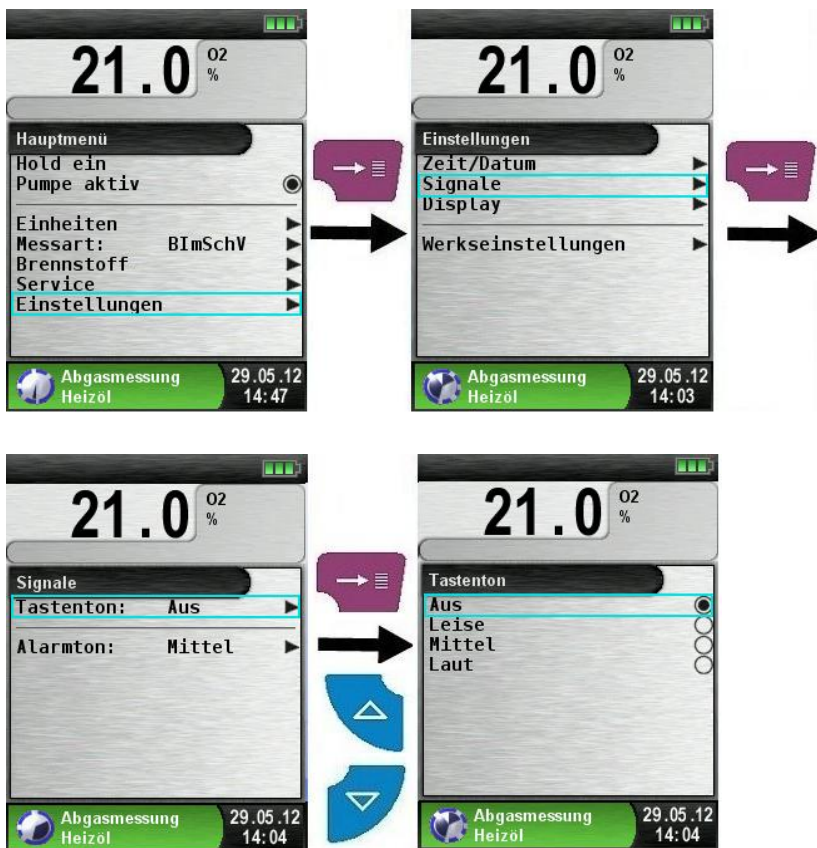 21.0 O2 %
Hauptmenü
Hold ein
Pumpe aktiv
Einheiten
Messart: BImSchV
Brennstoff
Service
Einstellungen
Abgasmessung 29.05.12
Heizöl 14:47
21.0 O2 %
Einstellungen
Zeit/Datum
Signale
Display
Werkseinstellungen
Abgasmessung 29.05.12
Heizöl 14:03
21.0 O2 %
Signale
Tastenton: Aus
Alarmton: Mittel
Abgasmessung 29.05.12
Heizöl 14:04
21.0 O2 %
Tastenton
Aus
Leise
Mittel
Laut
Abgasmessung 29.05.12
Heizöl 14:04